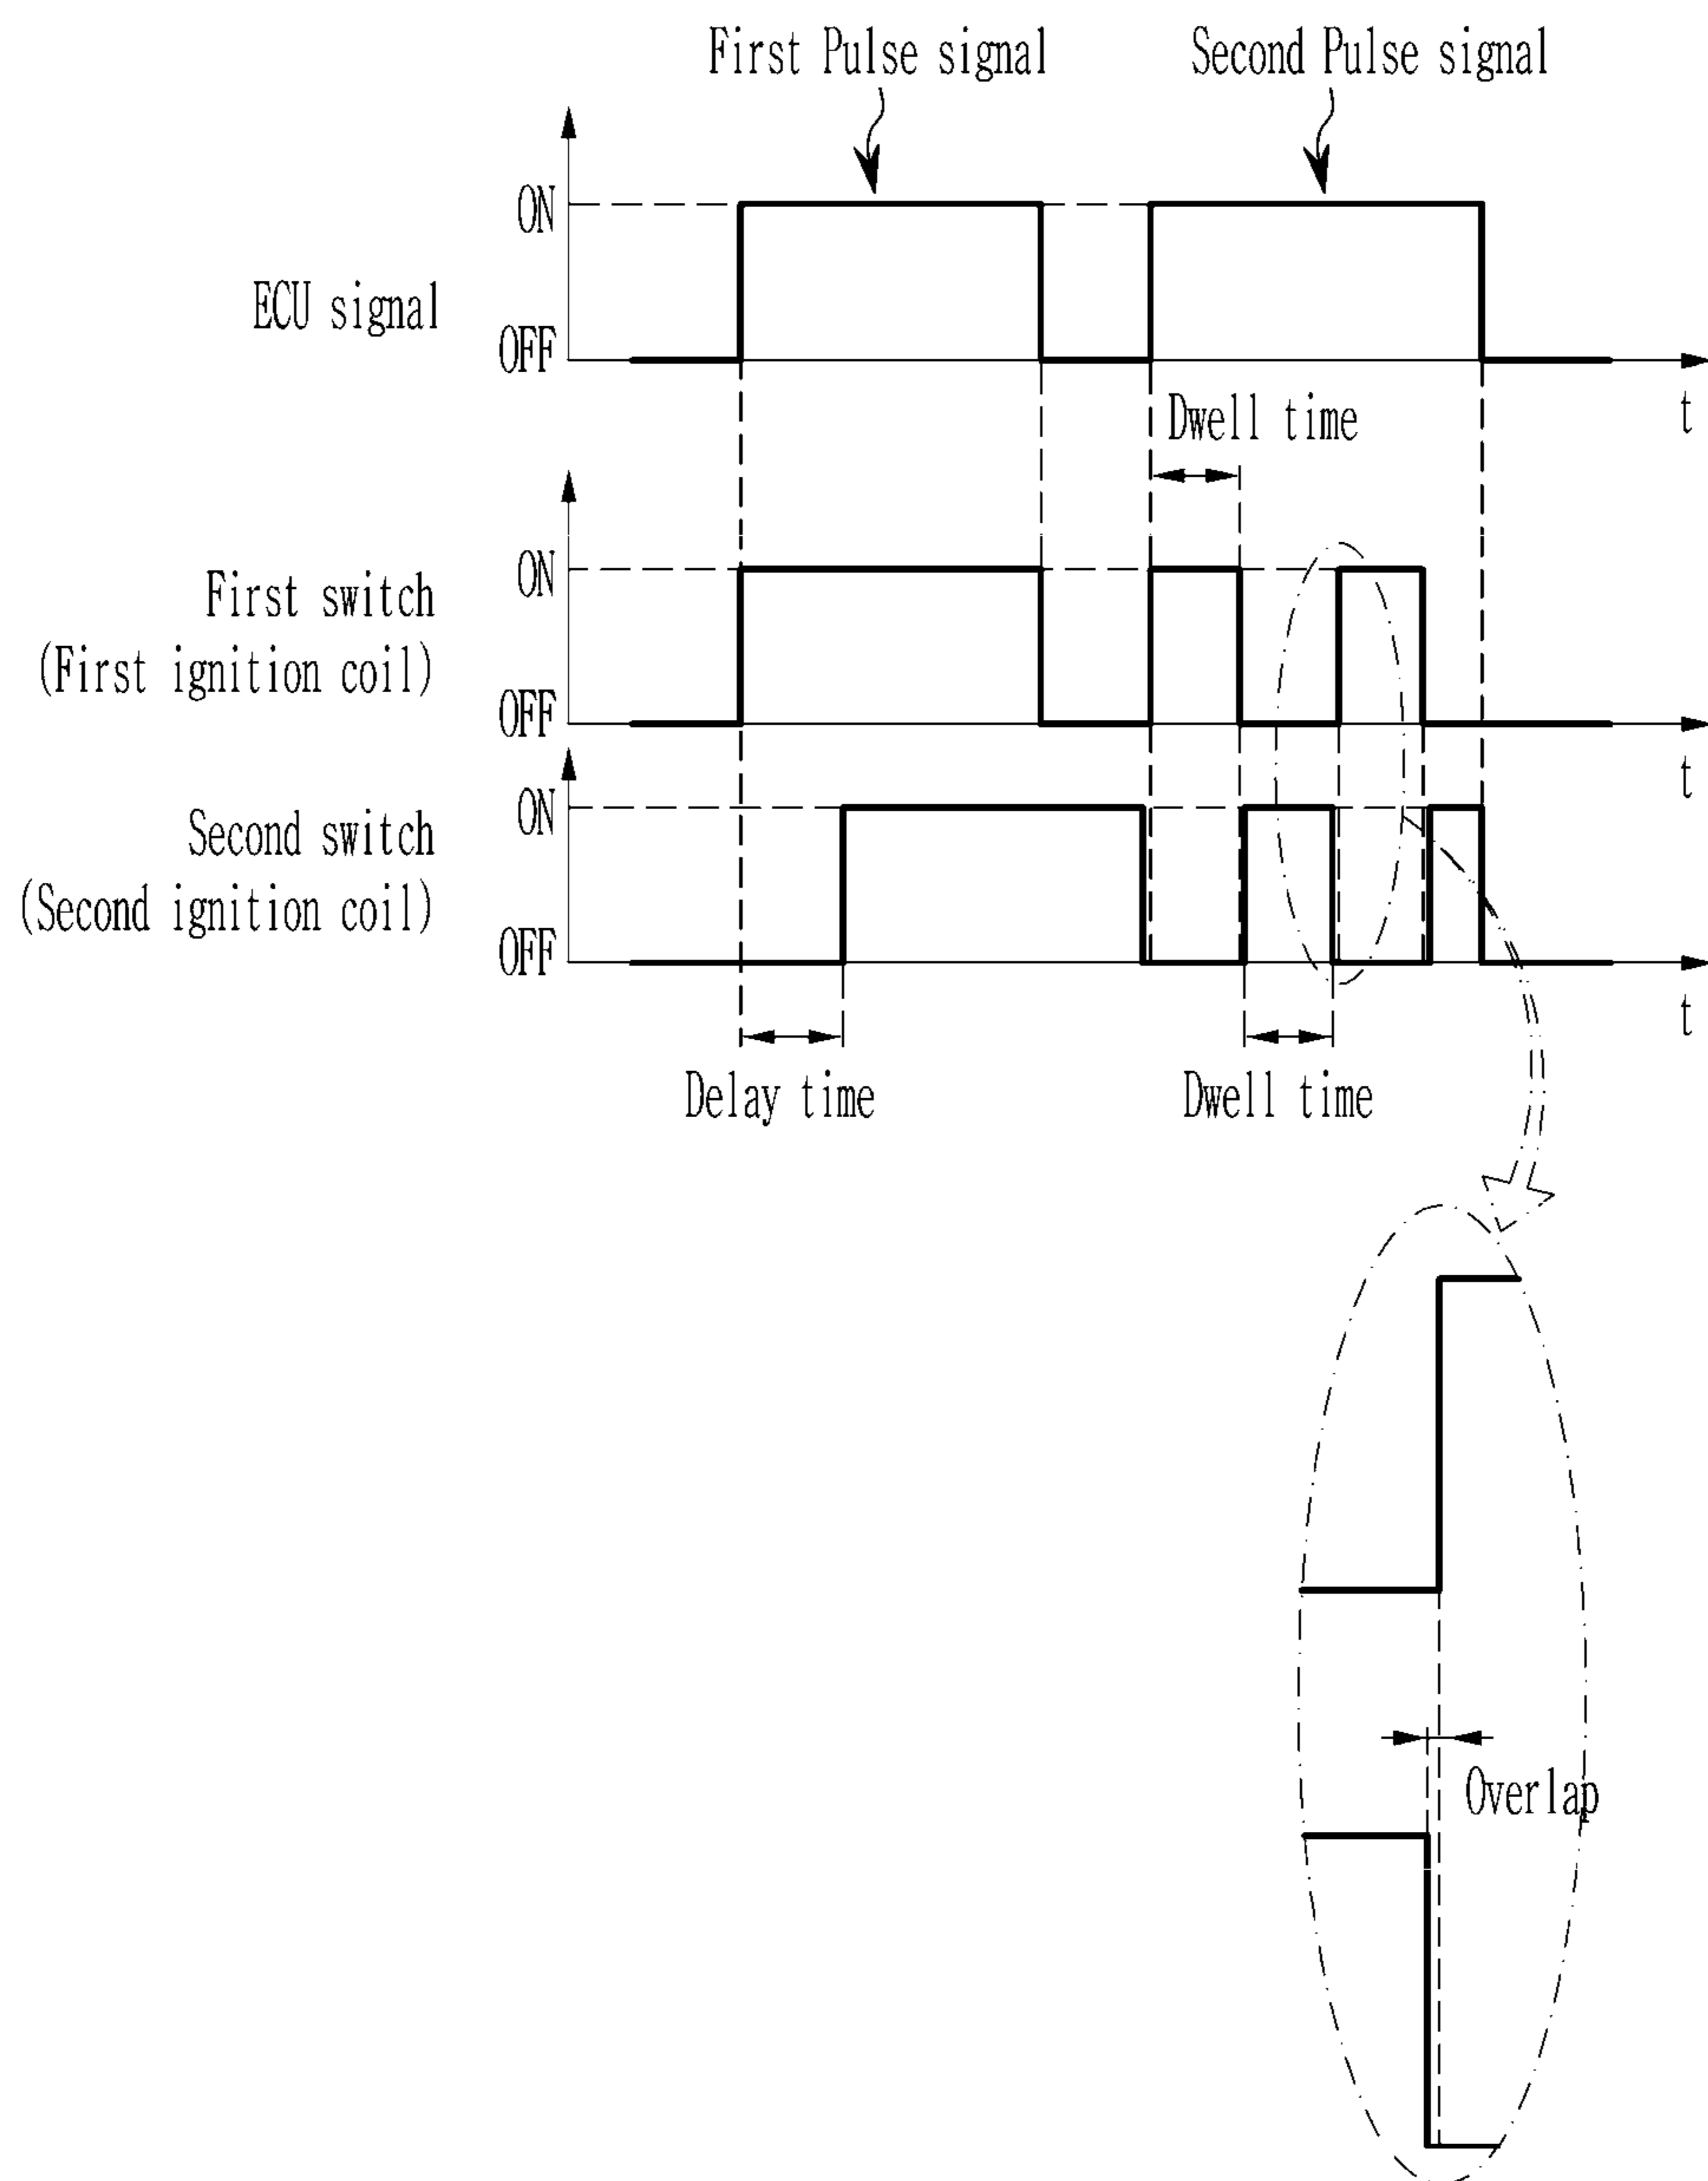 First Pulse signal
Second Pulse signal
ON
ECU signal
OFF
t
Dwell time
ON
First switch
(First ignition coil)
OFF
t
ON
Second switch
(Second ignition coil)
OFF
t
Delay time
Dwell time
Overlap